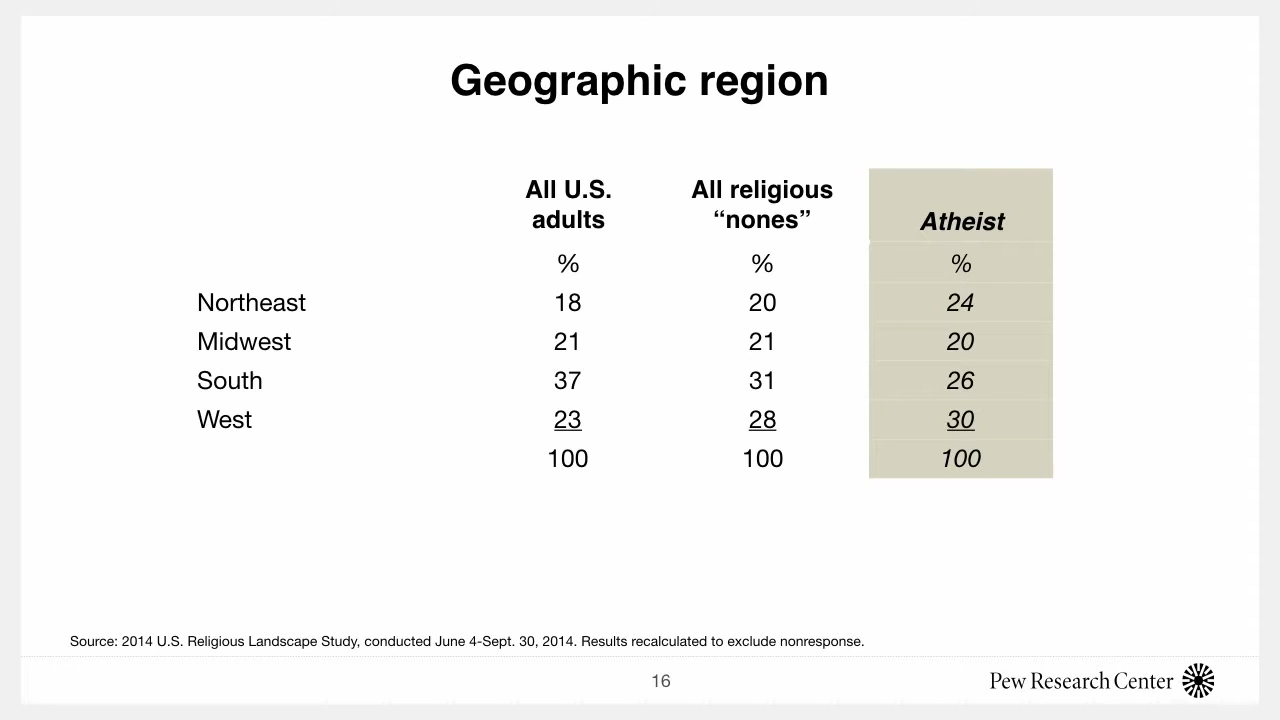 Geographic region
All U.S. adults All religious “nones” Atheist
% % %
Northeast 18 20 24
Midwest 21 21 20
South 37 31 26
West 23 28 30
100 100 100
Source: 2014 U.S. Religious Landscape Study, conducted June 4-Sept. 30, 2014. Results recalculated to exclude nonresponse.
16 Pew Research Center